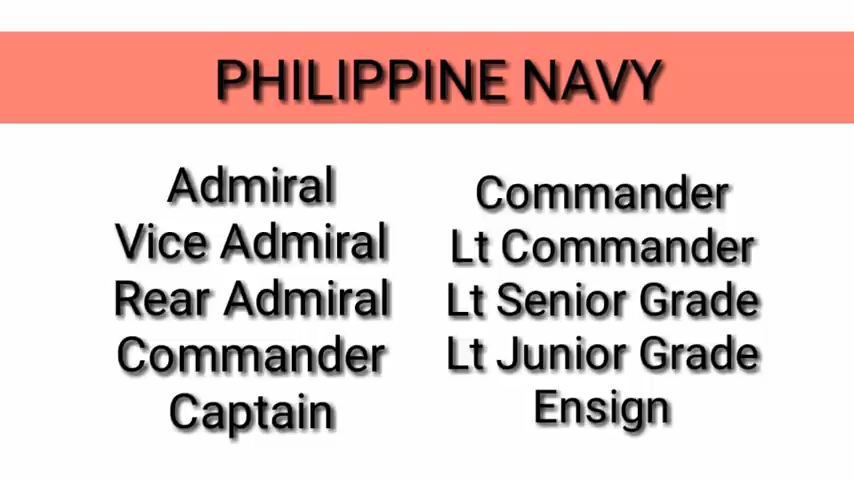 PHILIPPINE NAVY
Admiral
Vice Admiral
Rear Admiral
Commander
Captain
Commander
Lt Commander
Lt Senior Grade
Lt Junior Grade
Ensign